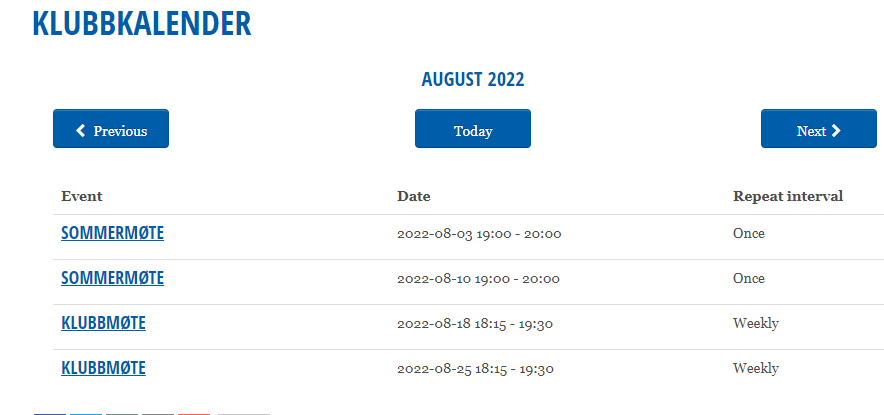 KLUBBKALENDER
AUGUST 2022
Previous Today Next
Event Date Repeat interval
SOMMERMØTE 2022-08-03 19:00 - 20:00 Once
SOMMERMØTE 2022-08-10 19:00 - 20:00 Once
KLUBBMØTE 2022-08-18 18:15 - 19:30 Weekly
KLUBBMØTE 2022-08-25 18:15 - 19:30 Weekly